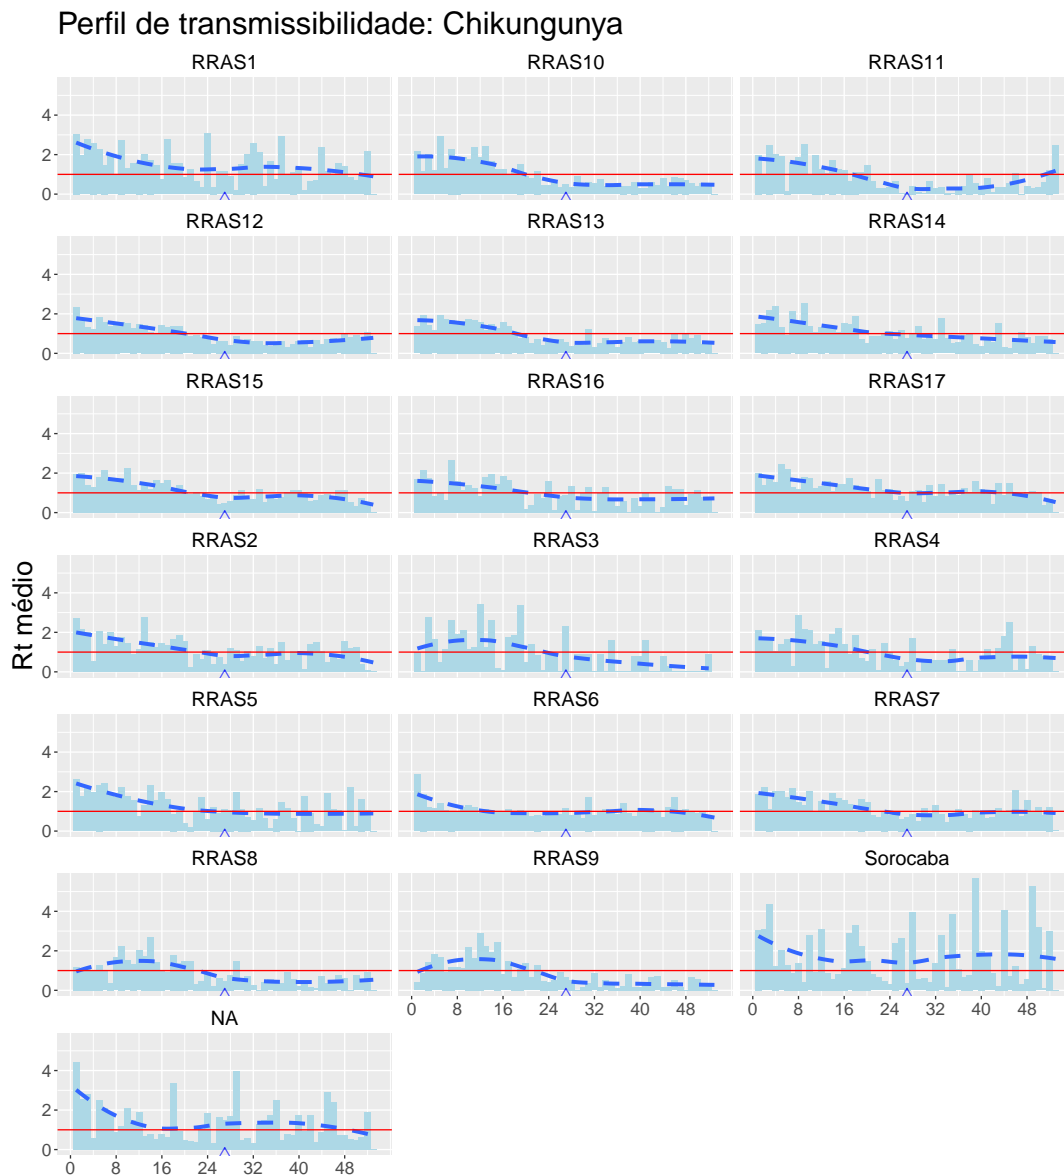 Perfil de transmissibilidade: Chikungunya
RRAS1 RRAS10 RRAS11
4
2
0
RRAS12 RRAS13 RRAS14
4
2
0
RRAS15 RRAS16 RRAS17
4
2
0
RRAS2 RRAS3 RRAS4
4
2
0
Rt médio
RRAS5 RRAS6 RRAS7
4
2
0
RRAS8 RRAS9 Sorocaba
4
2
0
0 8 16 24 32 40 48 0 8 16 24 32 40 48
NA
4
2
0
0 8 16 24 32 40 48